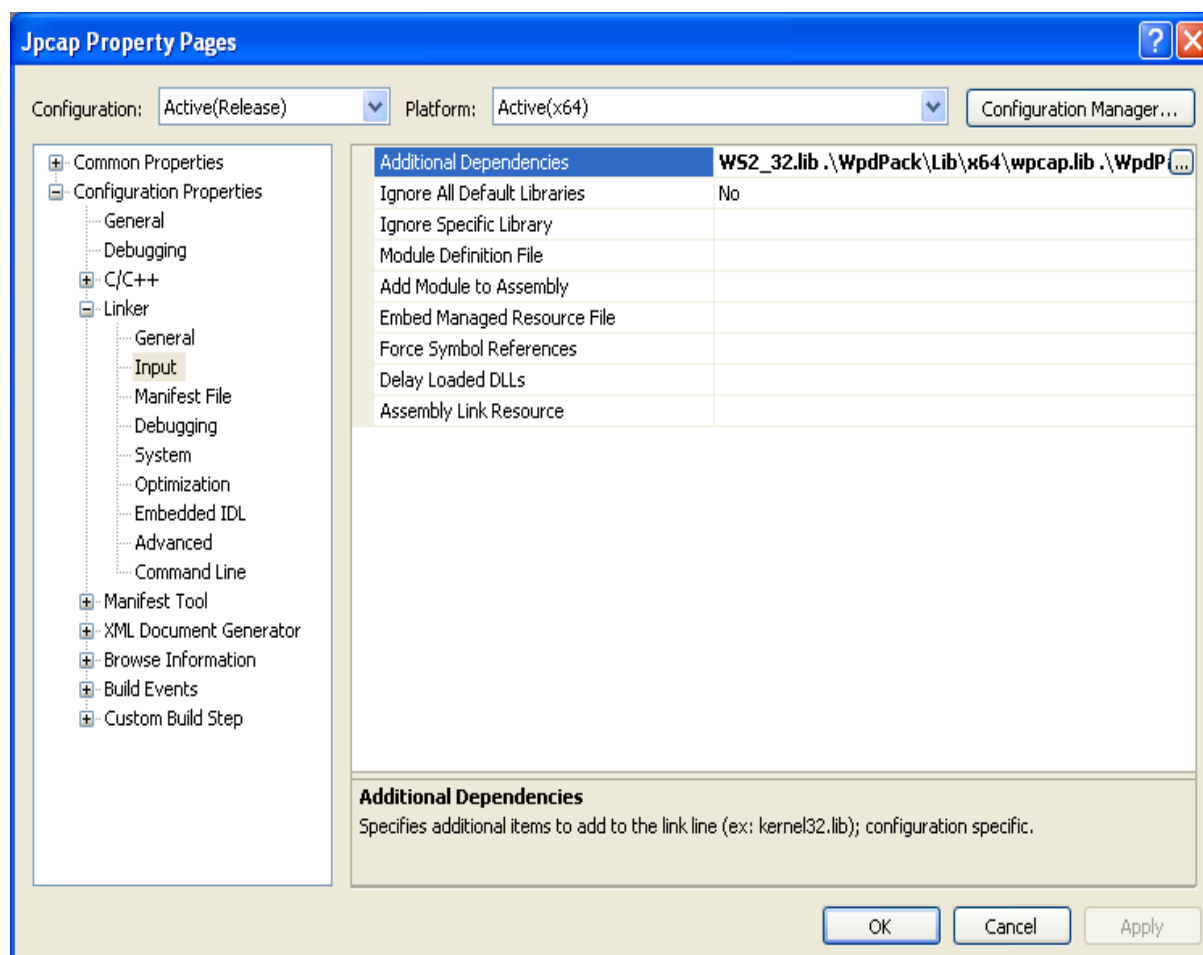 Jpcap Property Pages
Configuration: Active(Release) Platform: Active(x64) Configuration Manager...
Common Properties
Configuration Properties
General
Debugging
C/C++
Linker
General
Input
Manifest File
Debugging
System
Optimization
Embedded IDL
Advanced
Command Line
Manifest Tool
XML Document Generator
Browse Information
Build Events
Custom Build Step
Additional Dependencies WS2_32.lib .\WpdPack\Lib\x64\wpcap.lib .\WpdPa ...
Ignore All Default Libraries No
Ignore Specific Library
Module Definition File
Add Module to Assembly
Embed Managed Resource File
Force Symbol References
Delay Loaded DLLs
Assembly Link Resource
Additional Dependencies
Specifies additional items to add to the link line (ex: kernel32.lib); configuration specific.
OK Cancel Apply